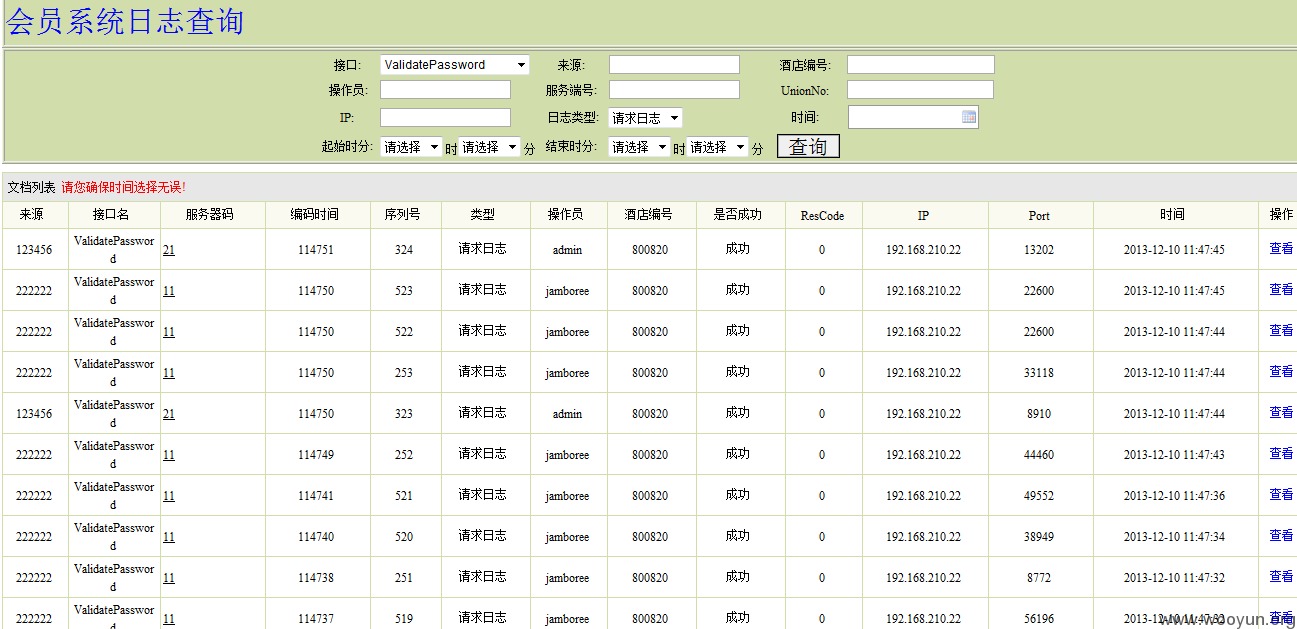 会员系统日志查询
接口: ValidatePassword 来源: 酒店编号:
操作员: 服务端号: UnionNo:
IP: 日志类型: 请求日志 时间:
起始时分: 请选择 时 请选择 分 结束时分: 请选择 时 请选择 分 查询
文档列表 请您确保时间选择无误!
来源 接口名 服务器码 编码时间 序列号 类型 操作员 酒店编号 是否成功 ResCode IP Port 时间 操作
123456 ValidatePassword 21 114751 324 请求日志 admin 800820 成功 0 192.168.210.22 13202 2013-12-10 11:47:45 查看
222222 ValidatePassword 11 114750 523 请求日志 jamboree 800820 成功 0 192.168.210.22 22600 2013-12-10 11:47:45 查看
222222 ValidatePassword 11 114750 522 请求日志 jamboree 800820 成功 0 192.168.210.22 22600 2013-12-10 11:47:44 查看
222222 ValidatePassword 11 114750 253 请求日志 jamboree 800820 成功 0 192.168.210.22 33118 2013-12-10 11:47:44 查看
123456 ValidatePassword 21 114750 323 请求日志 admin 800820 成功 0 192.168.210.22 8910 2013-12-10 11:47:44 查看
222222 ValidatePassword 11 114749 252 请求日志 jamboree 800820 成功 0 192.168.210.22 44460 2013-12-10 11:47:43 查看
222222 ValidatePassword 11 114741 521 请求日志 jamboree 800820 成功 0 192.168.210.22 49552 2013-12-10 11:47:36 查看
222222 ValidatePassword 11 114740 520 请求日志 jamboree 800820 成功 0 192.168.210.22 38949 2013-12-10 11:47:34 查看
222222 ValidatePassword 11 114738 251 请求日志 jamboree 800820 成功 0 192.168.210.22 8772 2013-12-10 11:47:32 查看
222222 ValidatePassword 11 114737 519 请求日志 jamboree 800820 成功 0 192.168.210.22 56196 2013-12-10 查看
www.wooyun.org